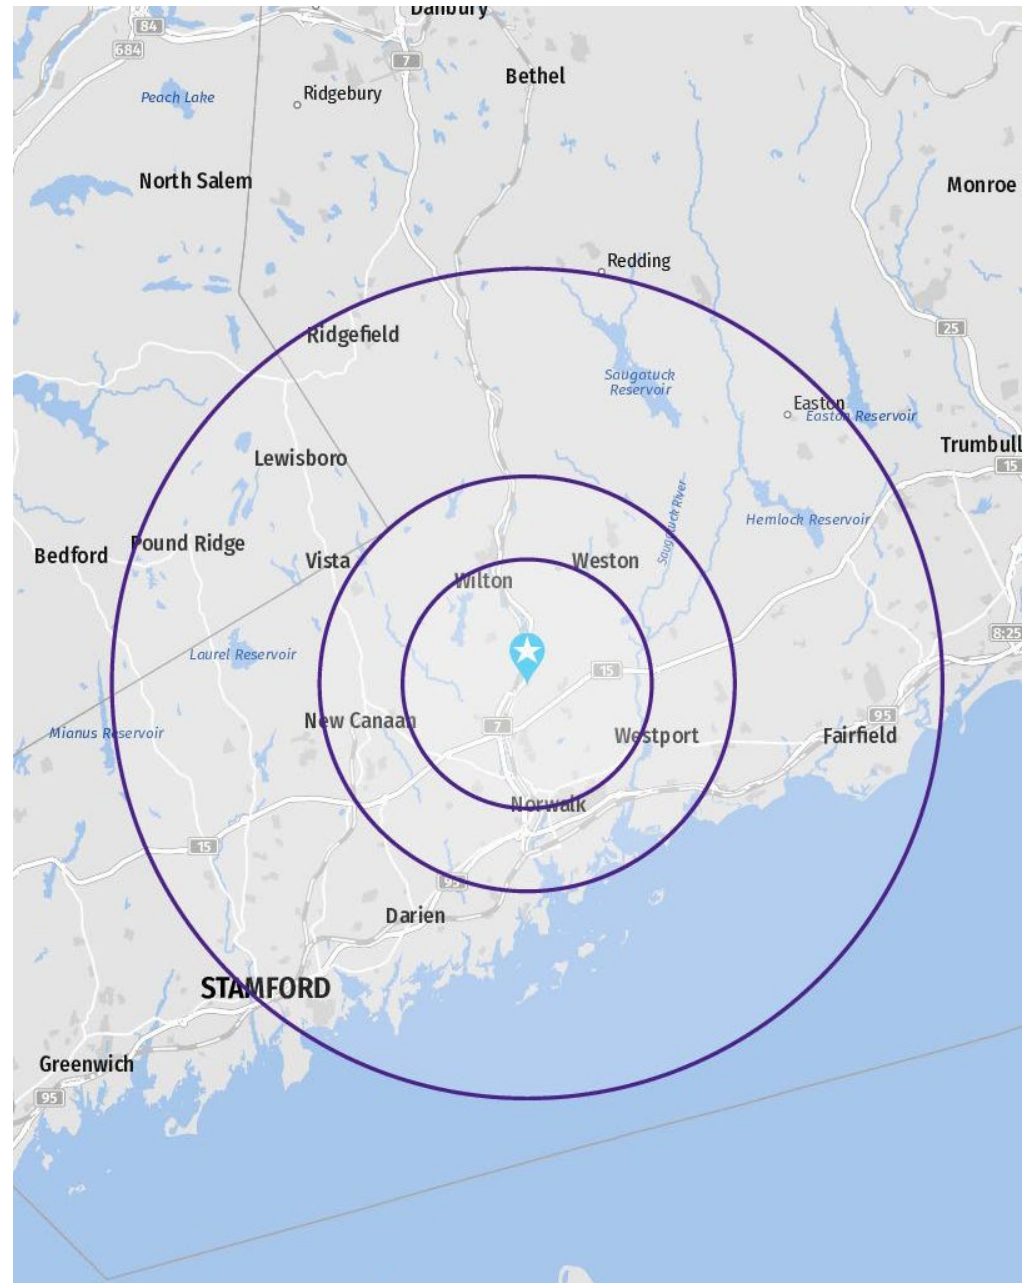 Danbury
84
684
7
Bethel
Peach Lake
Ridgebury
North Salem
Monroe
Redding
25
Ridgefield
Saugatuck
Reservoir
Easton
Easton Reservoir
Trumbull
15
Lewisboro
Saugatuck River
Hemlock Reservoir
Bedford
Pound Ridge
Vista
Weston
Wilton
8:25
Laurel Reservoir
15
New Canaan
7
95
Mianus Reservoir
Westport
Fairfield
Norwalk
15
95
Darien
STAMFORD
Greenwich
95